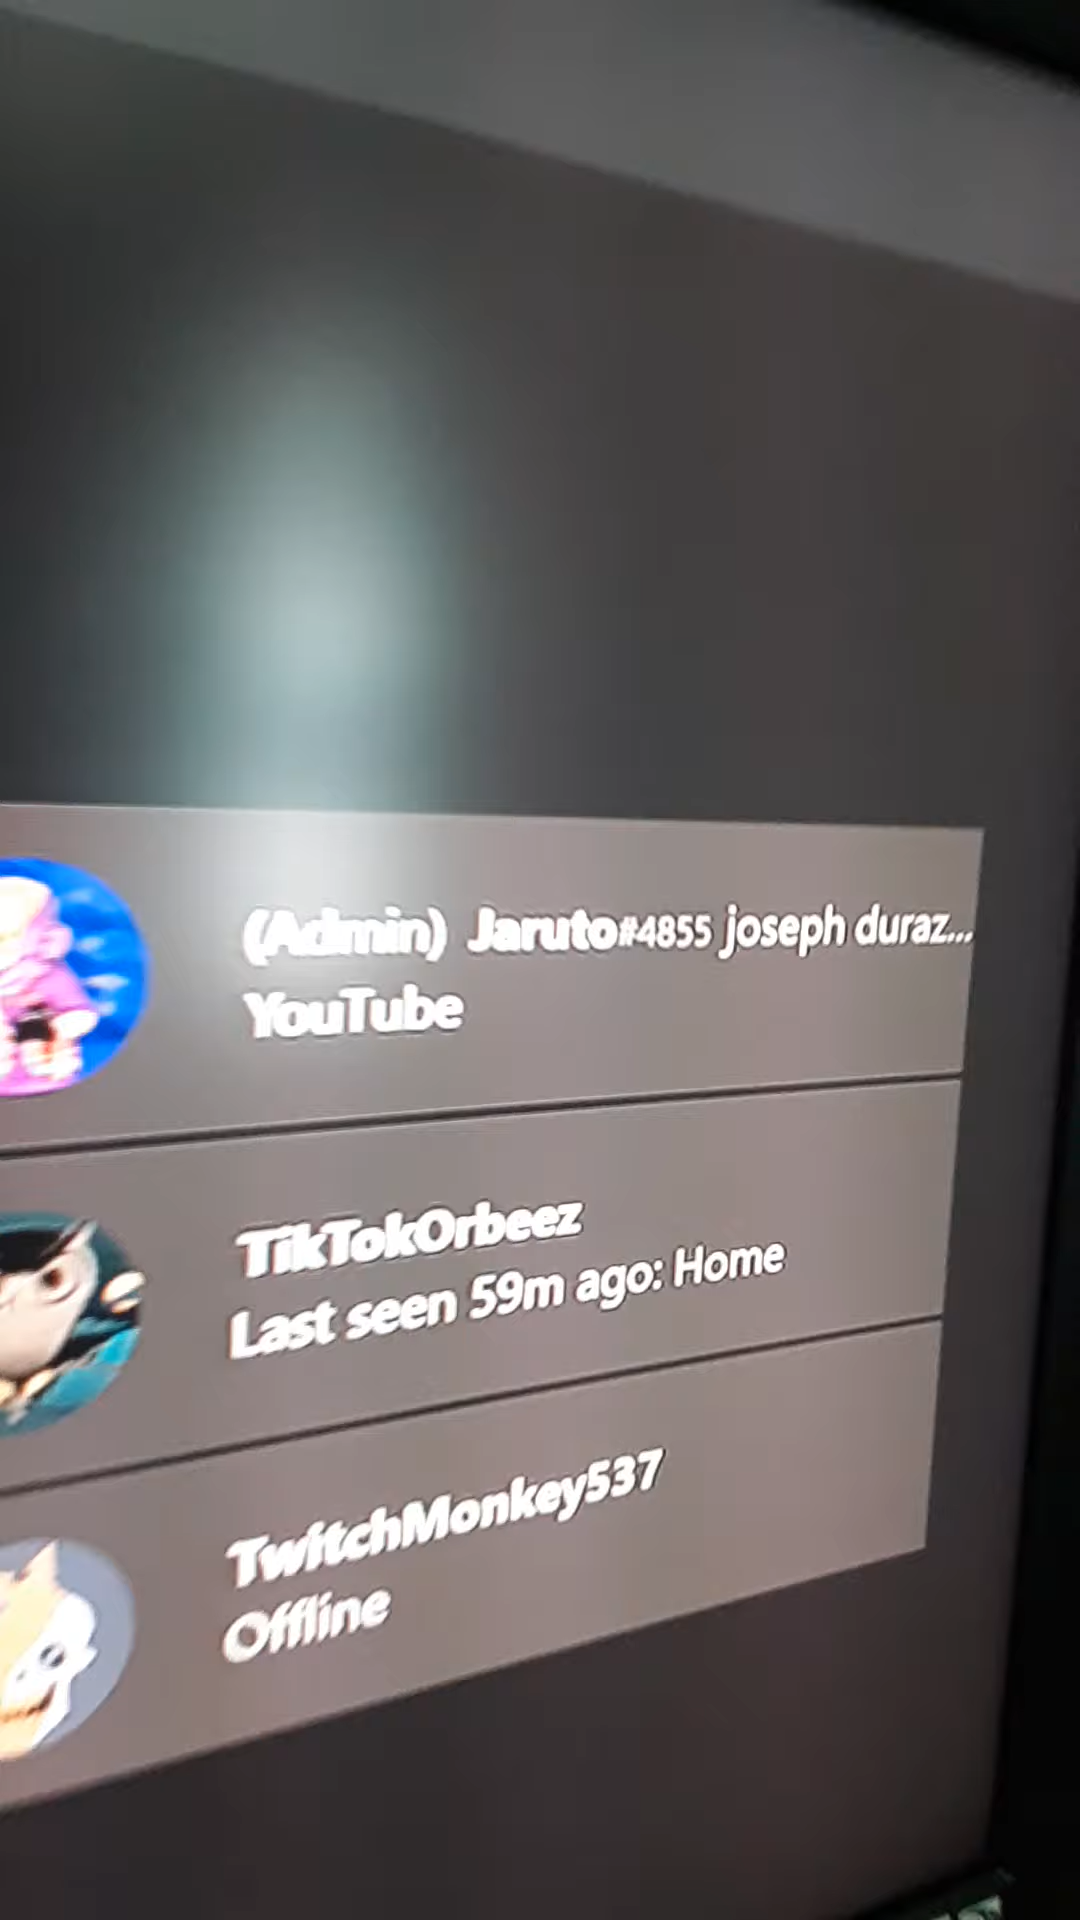 (Admin) Jaruto#4855 joseph duraz...
YouTube
TikTokOrbeez
Last seen 59m ago: Home
TwitchMonkey537
Offline